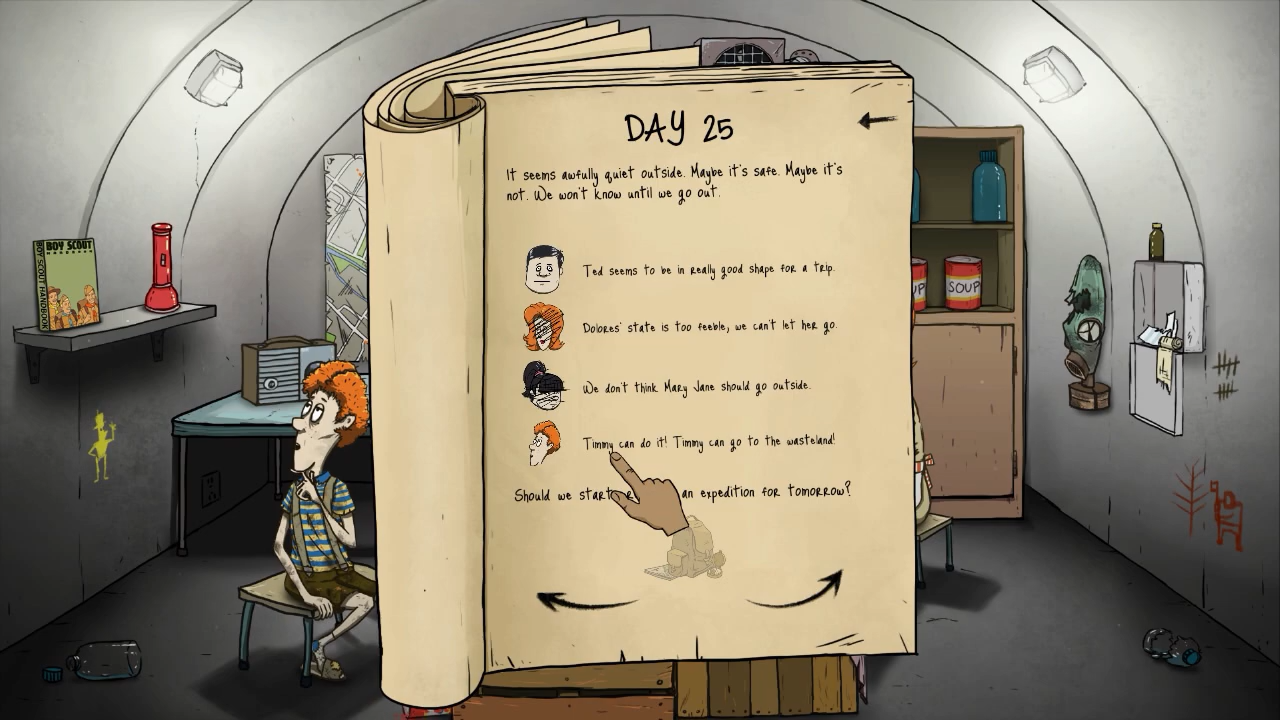 DAY 25
It seems awfully quiet outside. Maybe it's safe. Maybe it's
not. We won't know until we go out.
Ted seems to be in really good shape for a trip.
Dolores' state is too feeble, we can't let her go.
We don't think Mary Jane should go outside.
Timmy can do it! Timmy can go to the wasteland!
Should we start an expedition for tomorrow?
BOY SCOUT
BOY SCOUT HANDBOOK
UP
SOUP